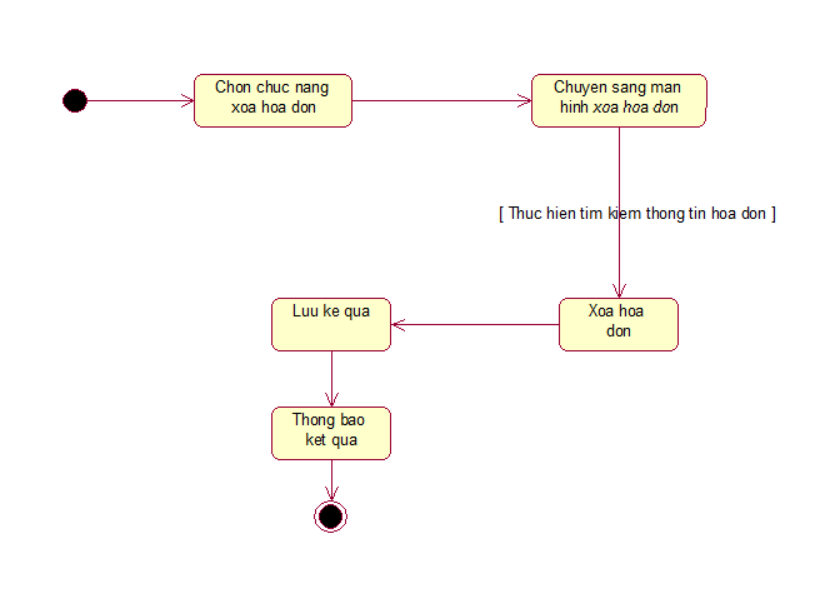 Chon chuc nang
xoa hoa don
Chuyen sang man
hinh xoa hoa don
[ Thuc hien tim kiem thong tin hoa don ]
Luu ke qua
Xoa hoa
don
Thong bao
ket qua